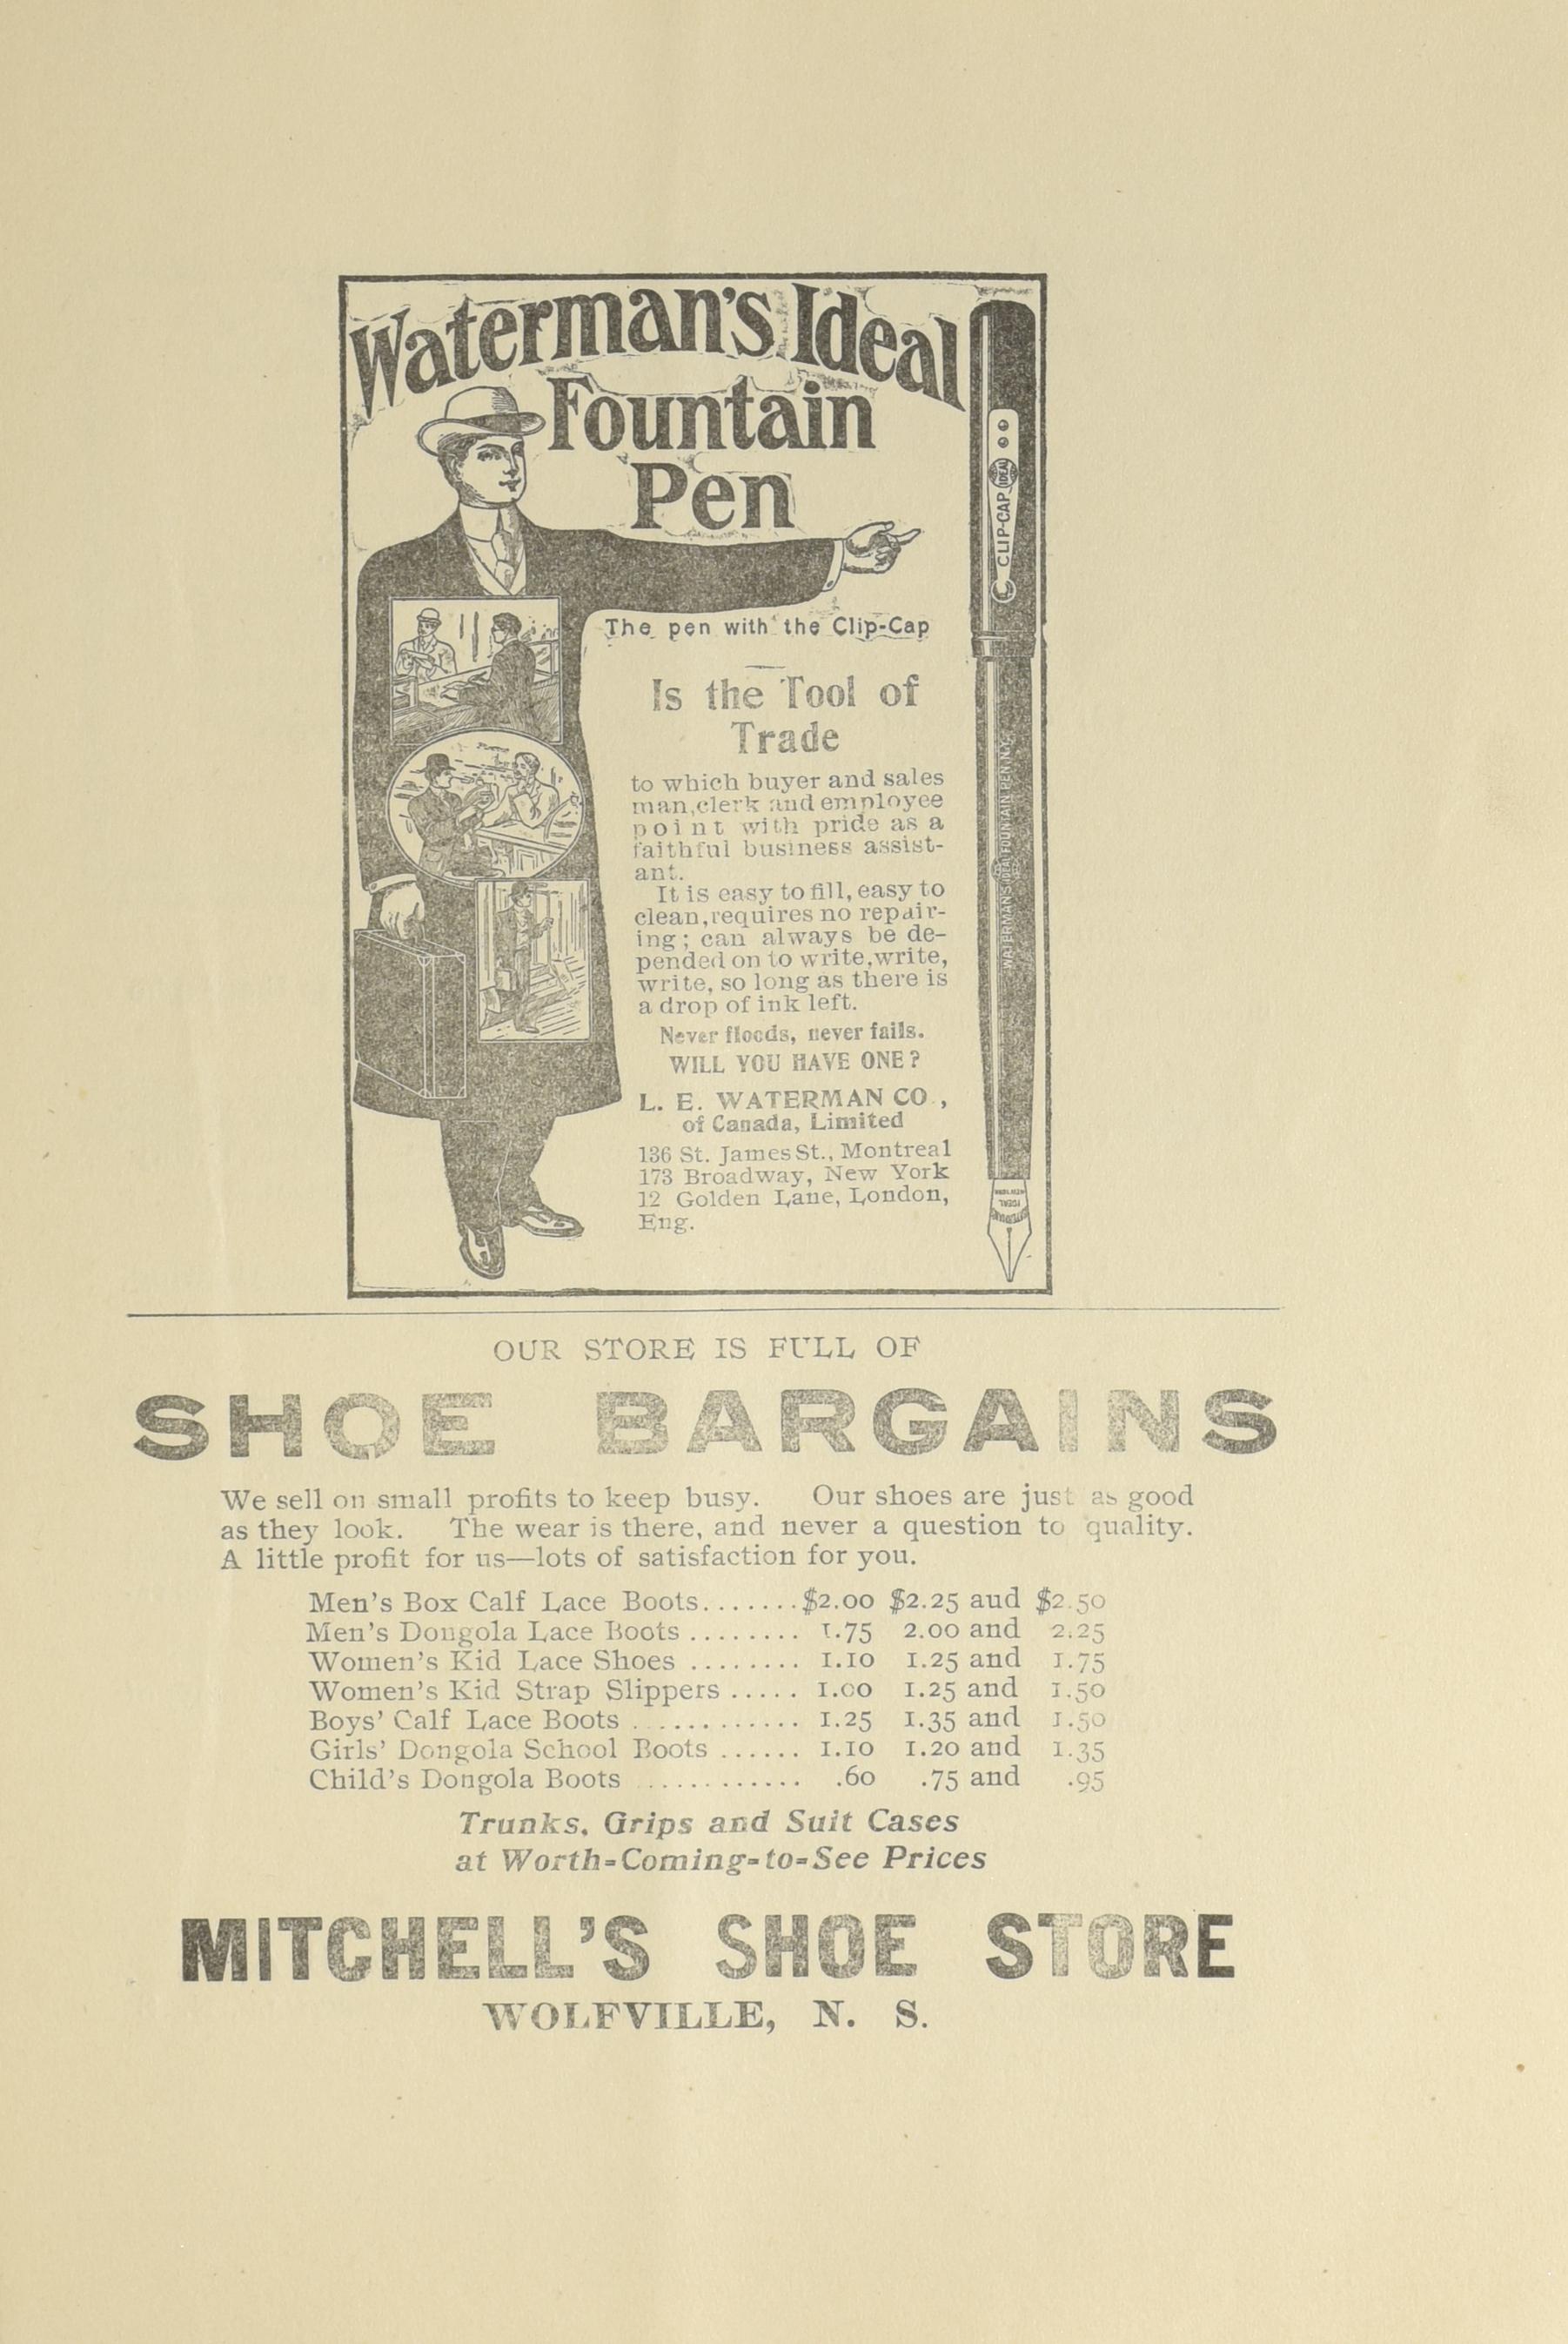 Waterman's Ideal
Fountain
Pen
CLIP-CAP
IDEAL
The pen with the Clip-Cap
Is the Tool of
Trade
to which buyer and sales
man, clerk and employee
point with pride as a
faithful business assist-
ant.
It is easy to fill, easy to
clean, requires no repair-
ing; can always be de-
pended on to write, write,
write, so long as there is
a drop of ink left.
Never floods, never fails.
WILL YOU HAVE ONE?
L. E. WATERMAN CO.,
of Canada, Limited
136 St. James St., Montreal
173 Broadway, New York
12 Golden Lane, London,
Eng.
WATERMAN'S IDEAL FOUNTAIN PEN N.Y.
OUR STORE IS FULL OF
SHOE BARGAINS
We sell on small profits to keep busy. Our shoes are just as good
as they look. The wear is there, and never a question to quality.
A little profit for us—lots of satisfaction for you.
Men's Box Calf Lace Boots.......$2.00 $2.25 aud $2.50
Men's Dongola Lace Boots ........ 1.75 2.00 and 2.25
Women's Kid Lace Shoes ........ 1.10 1.25 and 1.75
Women's Kid Strap Slippers ..... 1.00 1.25 and 1.50
Boys' Calf Lace Boots ............ 1.25 1.35 and 1.50
Girls' Dongola School Boots ...... 1.10 1.20 and 1.35
Child's Dongola Boots ............ .60 .75 and .95
Trunks, Grips and Suit Cases
at Worth-Coming-to-See Prices
MITCHELL'S SHOE STORE
WOLFVILLE, N. S.